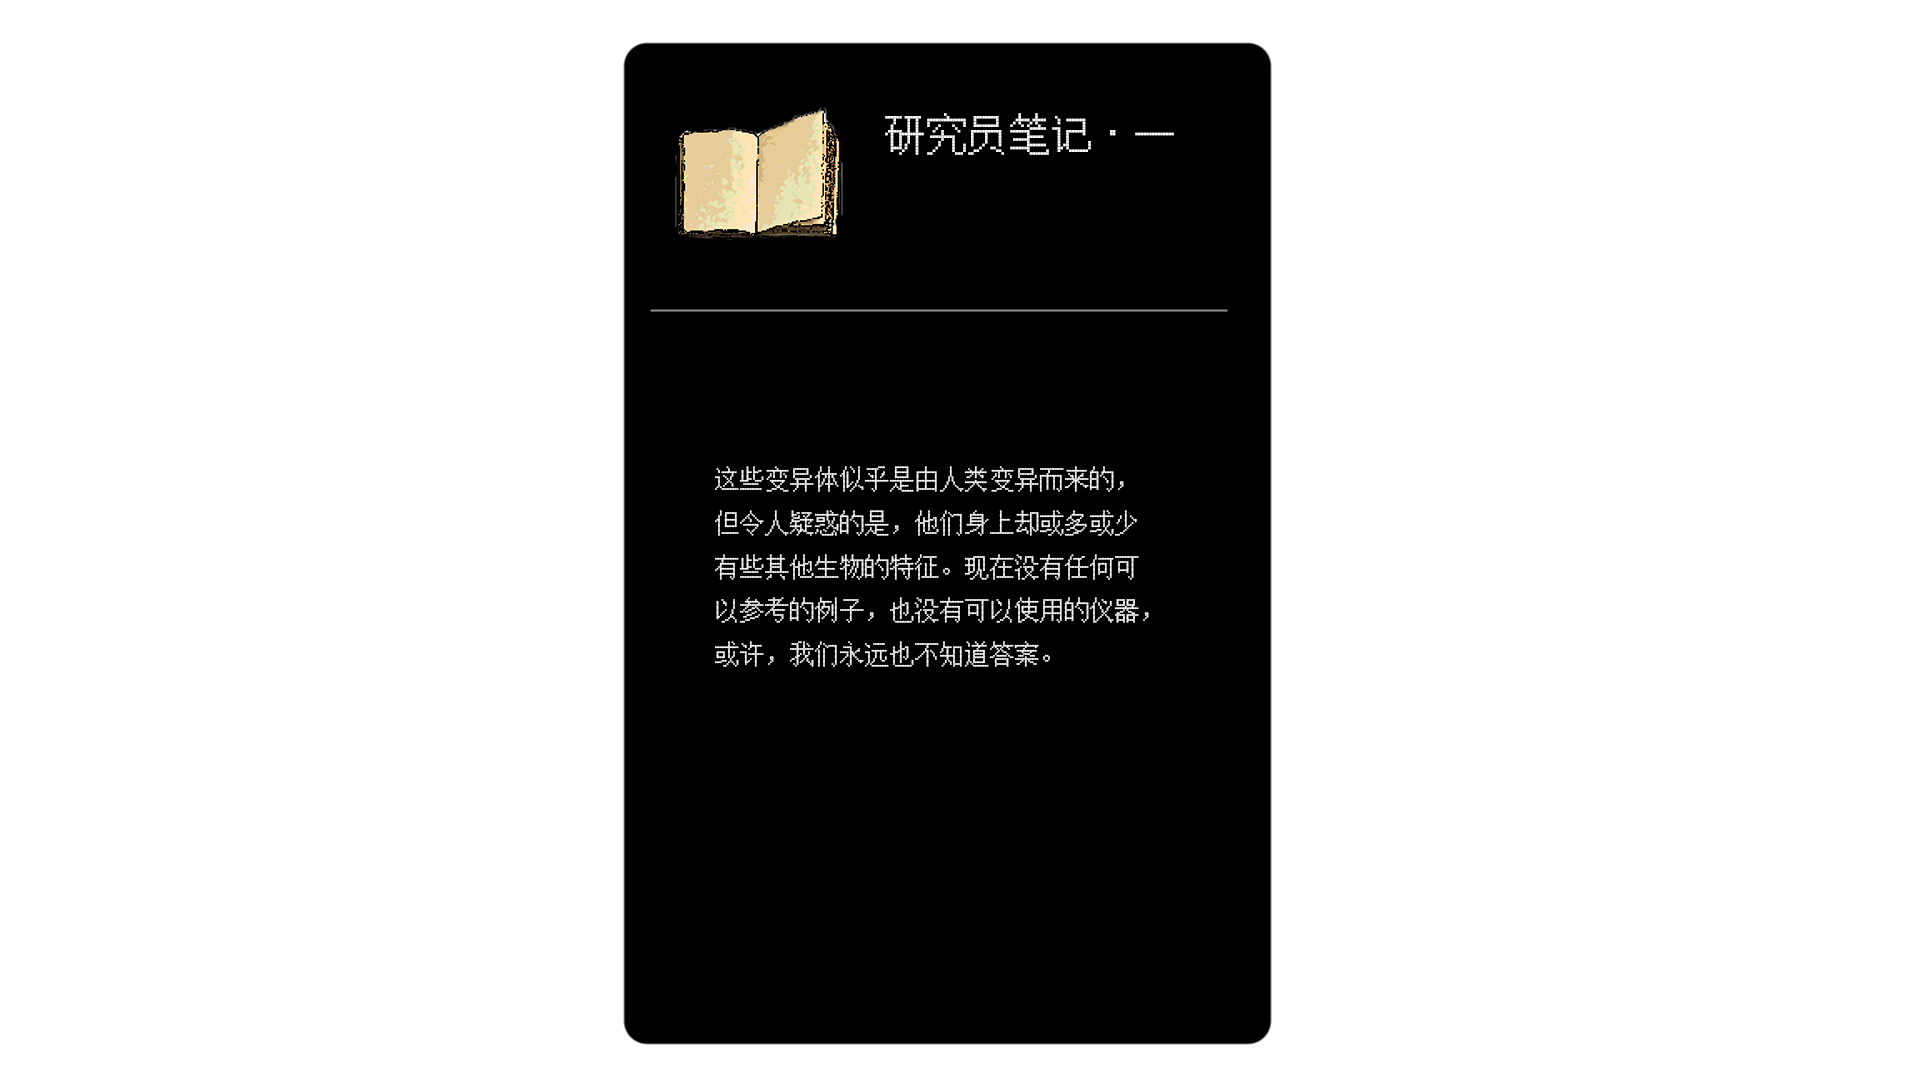 研究员笔记·一
这些变异体似乎是由人类变异而来的，
但令人疑惑的是，他们身上却或多或少
有些其他生物的特征。现在没有任何可
以参考的例子，也没有可以使用的仪器，
或许，我们永远也不知道答案。